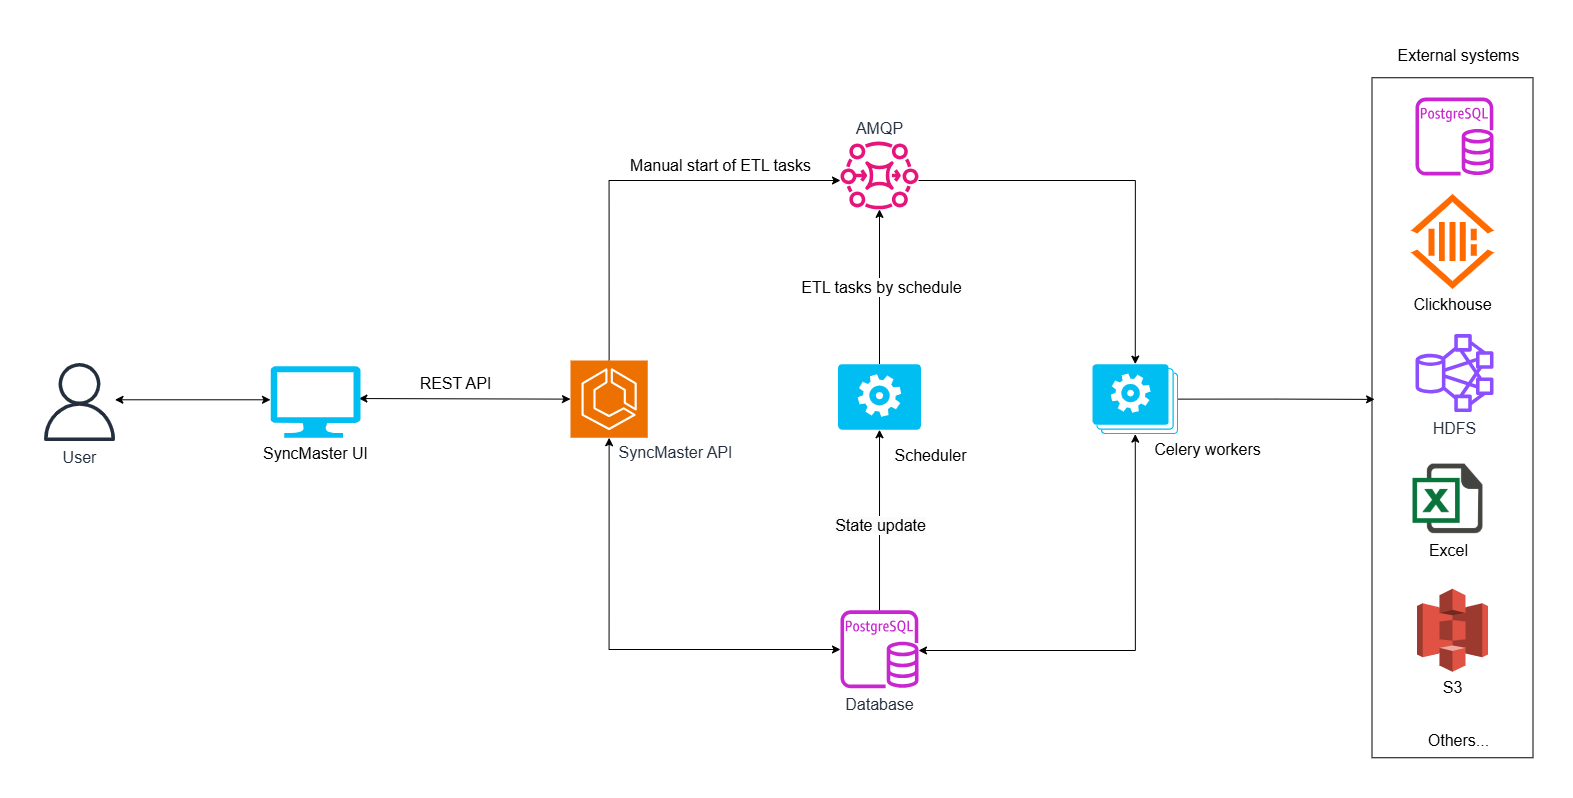 External systems
PostgreSQL
AMQP
Manual start of ETL tasks
ETL tasks by schedule
Clickhouse
REST API
HDFS
User
SyncMaster UI
SyncMaster API
Scheduler
Celery workers
State update
Excel
PostgreSQL
Database
S3
Others...